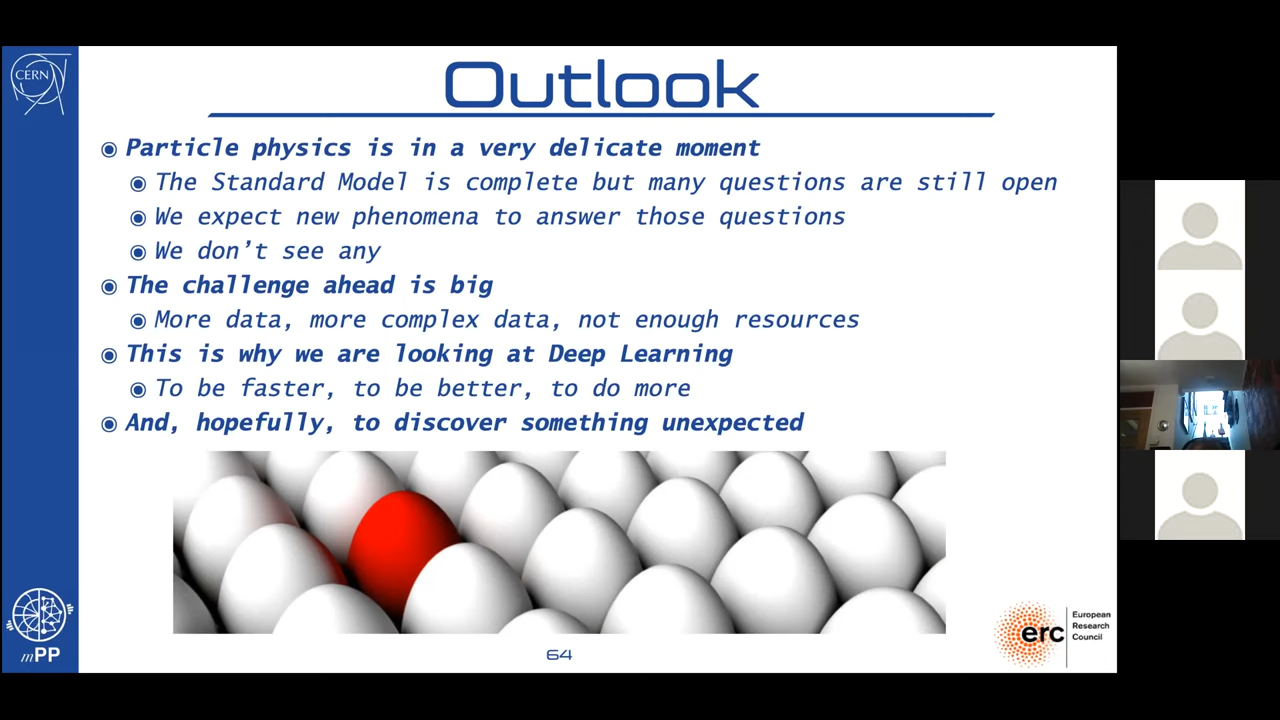 CERN
Outlook
Particle physics is in a very delicate moment
The Standard Model is complete but many questions are still open
We expect new phenomena to answer those questions
We don’t see any
The challenge ahead is big
More data, more complex data, not enough resources
This is why we are looking at Deep Learning
To be faster, to be better, to do more
And, hopefully, to discover something unexpected
mPP
64
erc
European
Research
Council